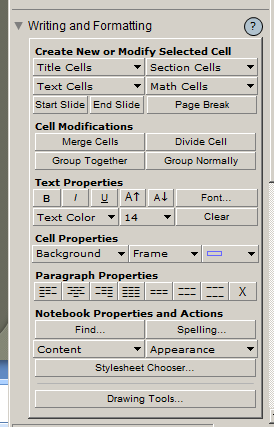 Writing and Formatting ?
Create New or Modify Selected Cell
Title Cells Section Cells
Text Cells Math Cells
Start Slide End Slide Page Break
Cell Modifications
Merge Cells Divide Cell
Group Together Group Normally
Text Properties
B I U A A Font...
Text Color 14 Clear
Cell Properties
Background Frame
Paragraph Properties
X
Notebook Properties and Actions
Find... Spelling...
Content Appearance
Stylesheet Chooser...
Drawing Tools...